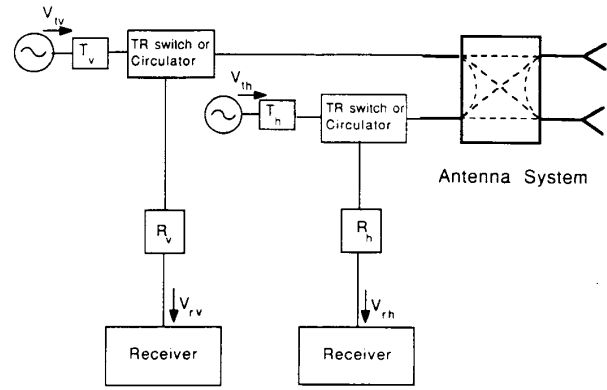 V_tv
T_v
TR switch or
Circulator
V_th
T_h
TR switch or
Circulator
Antenna System
R_v
R_h
V_rv
V_rh
Receiver
Receiver